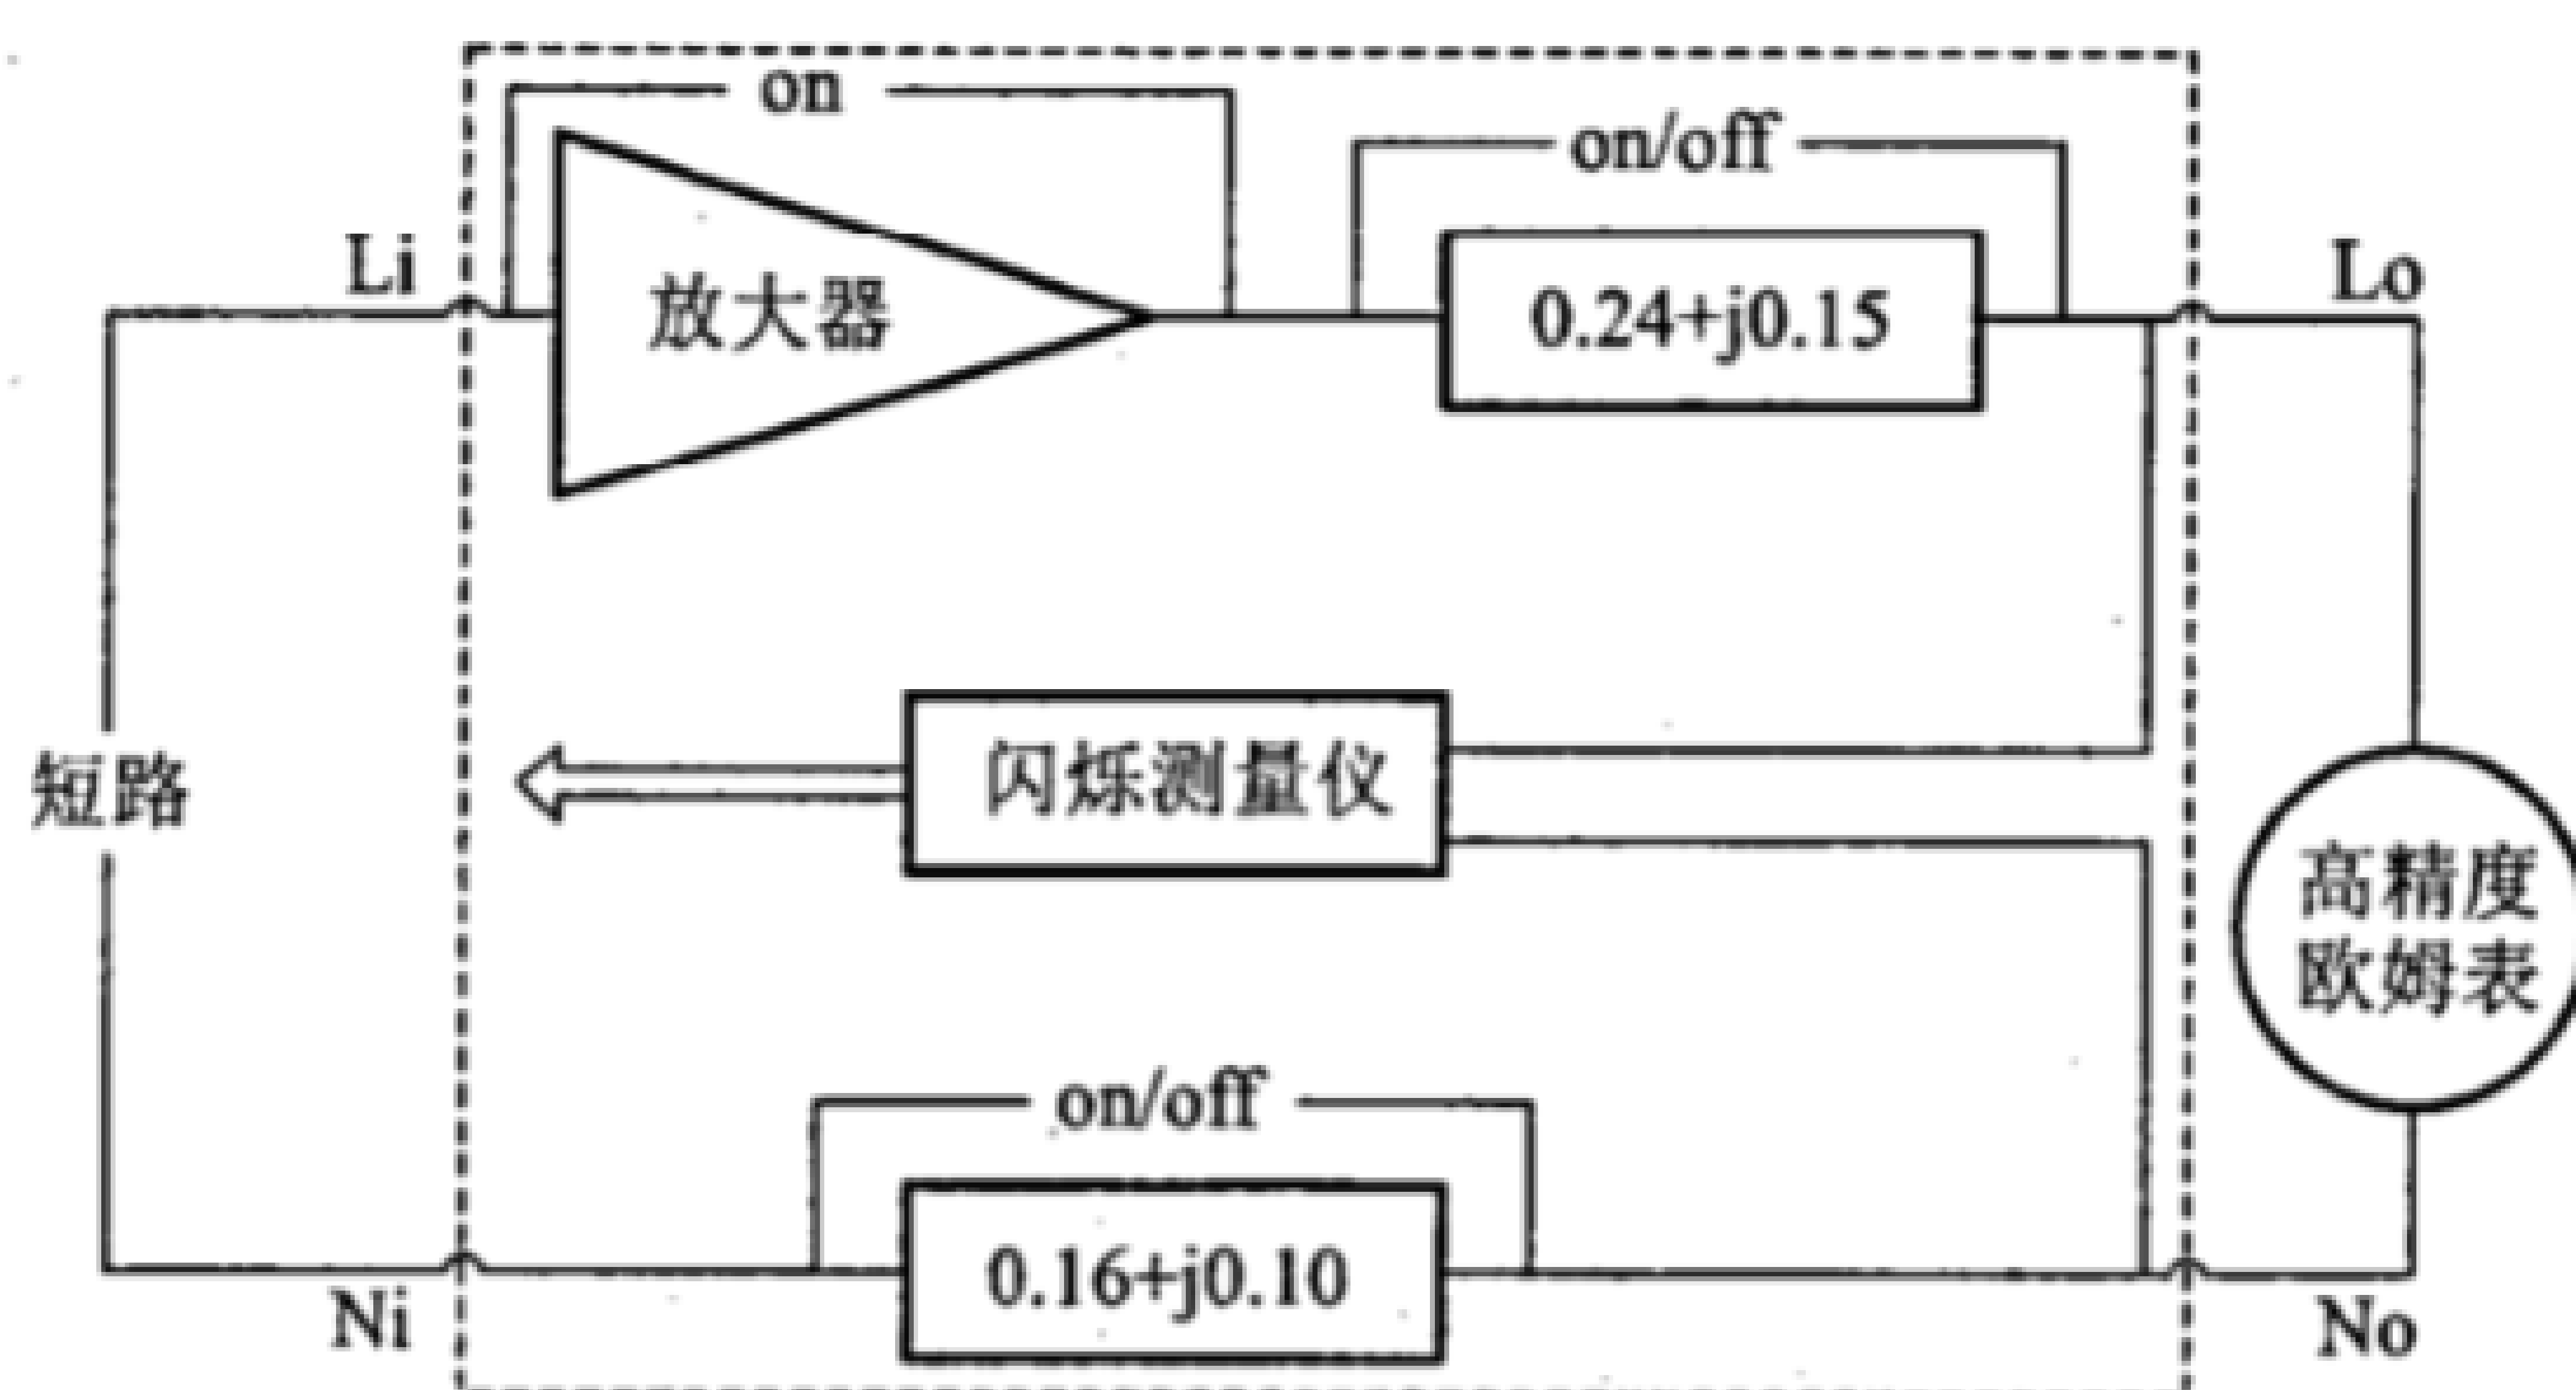 on
on/off
Li
放大器
0.24+j0.15
Lo
短路
闪烁测量仪
高精度
欧姆表
on/off
0.16+j0.10
Ni
No